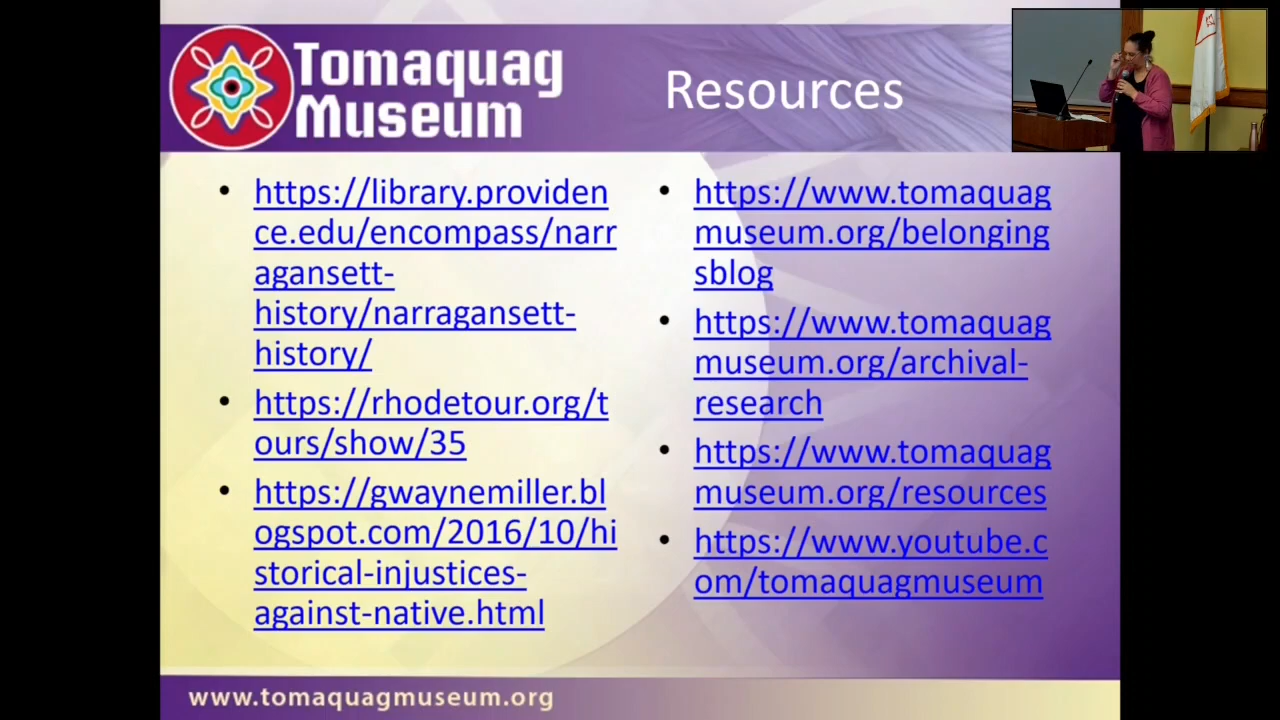 Tomaquag
Museum
Resources
• https://library.providen
ce.edu/encompass/narr
agansett-
history/narragansett-
history/
• https://rhodetour.org/t
ours/show/35
• https://gwaynemiller.bl
ogspot.com/2016/10/hi
storical-injustices-
against-native.html
• https://www.tomaquag
museum.org/belonging
sblog
• https://www.tomaquag
museum.org/archival-
research
• https://www.tomaquag
museum.org/resources
• https://www.youtube.c
om/tomaquagmuseum
www.tomaquagmuseum.org